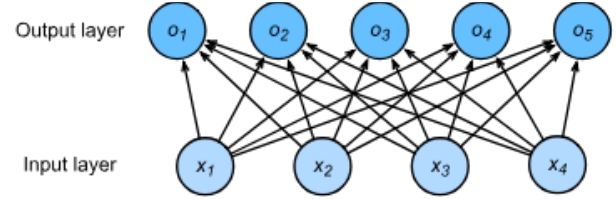 Output layer o1 o2 o3 o4 o5
Input layer x1 x2 x3 x4